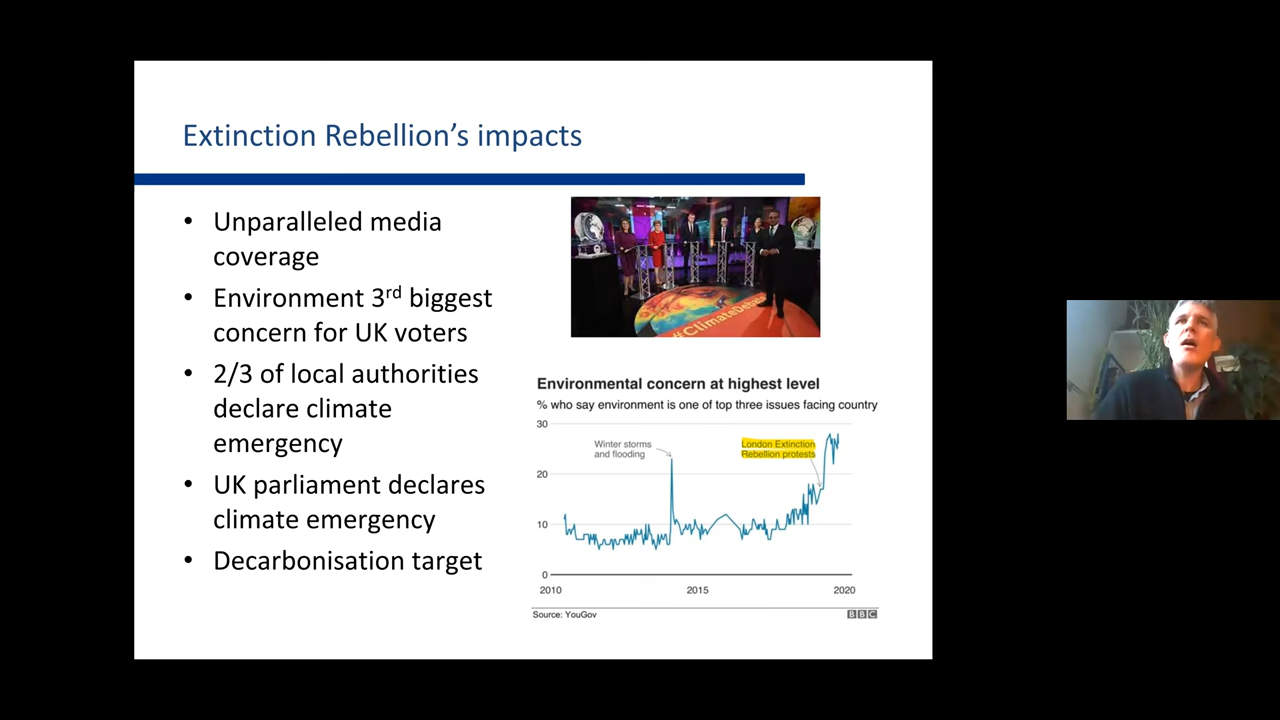 Extinction Rebellion’s impacts
• Unparalleled media
coverage
• Environment 3rd biggest
concern for UK voters
• 2/3 of local authorities
declare climate
emergency
• UK parliament declares
climate emergency
• Decarbonisation target
#ClimateDebate
Environmental concern at highest level
% who say environment is one of top three issues facing country
30
20
10
0
Winter storms
and flooding
London Extinction
Rebellion protests
2010
2015
2020
Source: YouGov
BBC